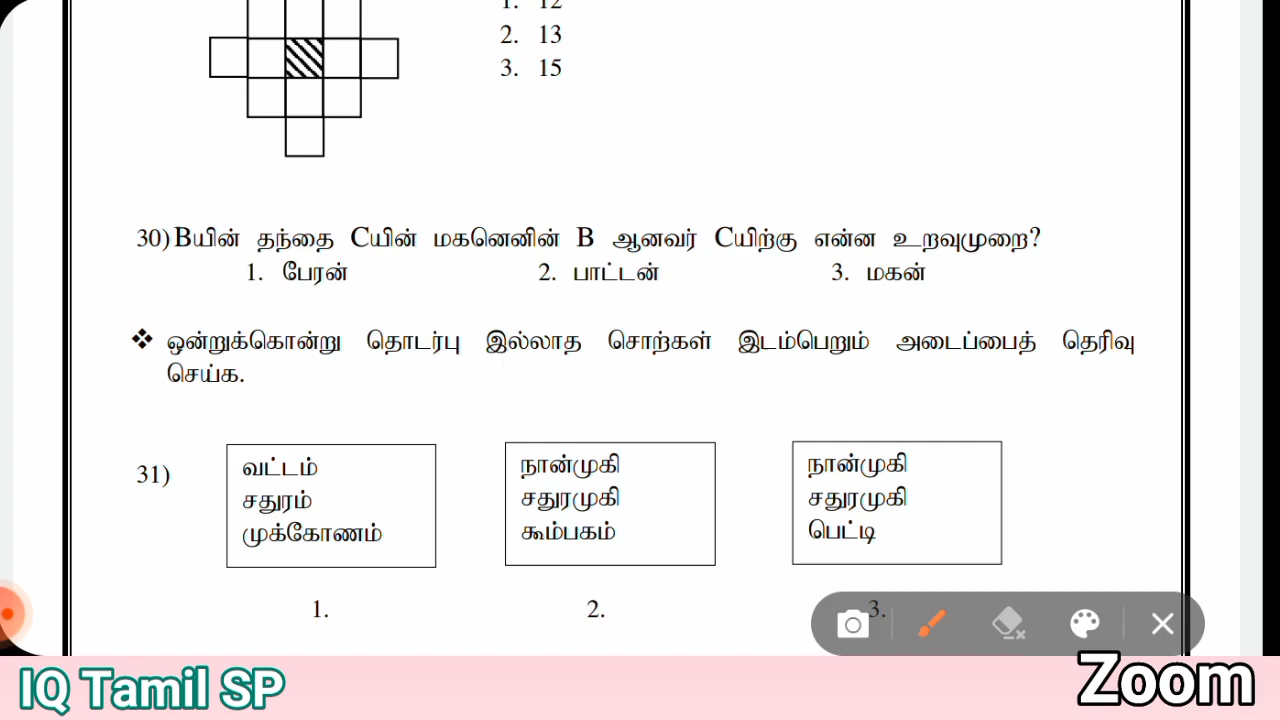 1. 12
2. 13
3. 15
30) Bயின் தந்தை Cயின் மகனெனின் B ஆனவர் Cயிற்கு என்ன உறவுமுறை?
1. பேரன் 2. பாட்டன் 3. மகன்
❖ ஒன்றுக்கொன்று தொடர்பு இல்லாத சொற்கள் இடம்பெறும் அடைப்பைத் தெரிவு
செய்க.
31)
வட்டம்
சதுரம்
முக்கோணம்
நான்முகி
சதுரமுகி
கூம்பகம்
நான்முகி
சதுரமுகி
பெட்டி
1. 2. 3.
IQ Tamil SP
Zoom